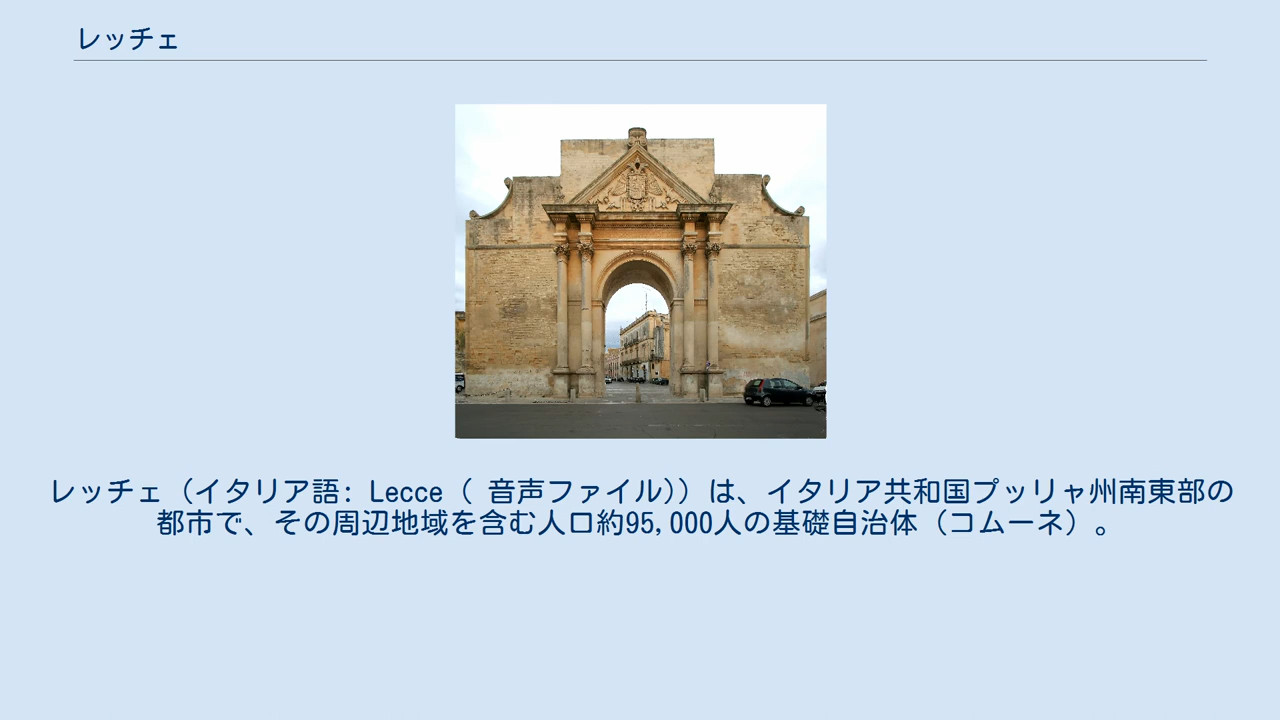 レッチェ
レッチェ（イタリア語: Lecce（ 音声ファイル））は、イタリア共和国プッリャ州南東部の
都市で、その周辺地域を含む人口約95,000人の基礎自治体（コムーネ）。